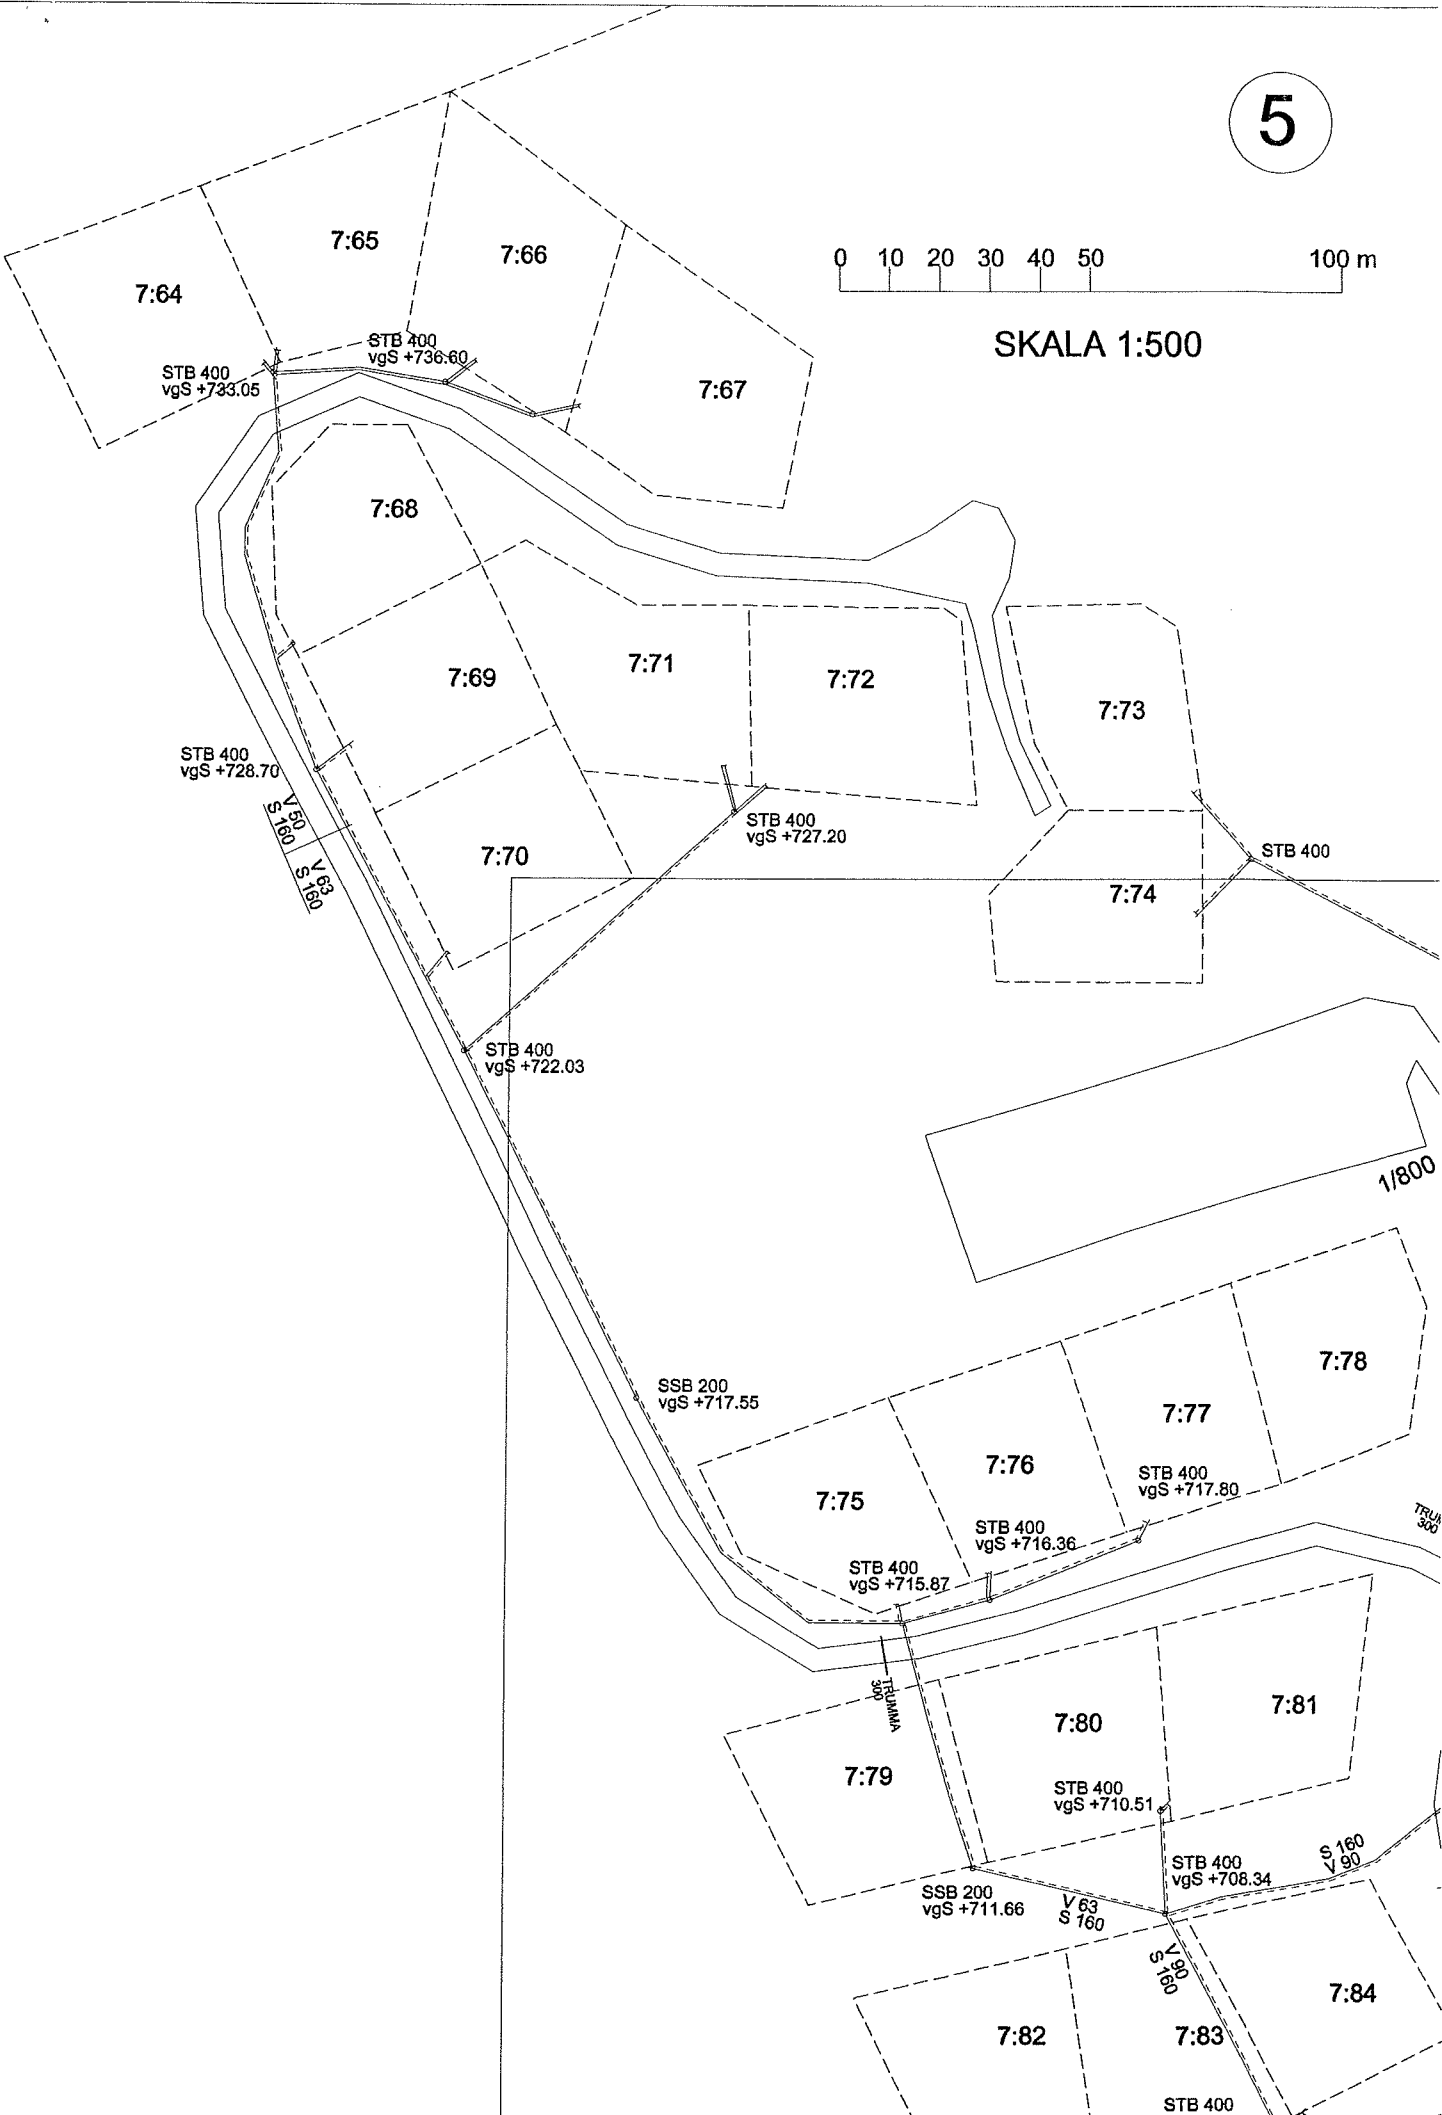 5
0 10 20 30 40 50 100 m
SKALA 1:500
7:65
7:66
7:64
STB 400
vgS +736.60
STB 400
vgS +733.05
7:67
7:68
7:69
7:71
7:72
7:73
STB 400
vgS +728.70
V 50
S 160
V 63
S 160
STB 400
vgS +727.20
7:70
STB 400
7:74
STB 400
vgS +722.03
1/800
SSB 200
vgS +717.55
7:78
7:77
7:76
STB 400
vgS +717.80
7:75
STB 400
vgS +716.36
300
STB 400
vgS +715.87
TRUMMA
300
7:81
7:80
7:79
STB 400
vgS +710.51
STB 400
vgS +708.34
S 160
V 90
SSB 200
vgS +711.66
V 63
S 160
V 90
S 160
7:84
7:82
7:83
STB 400